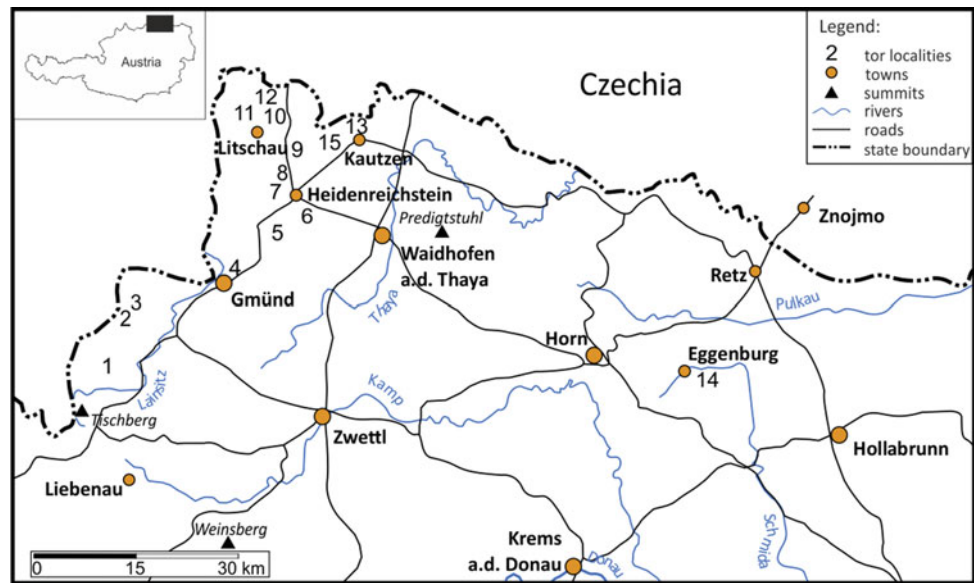 Austria
Czechia
Legend:
2 tor localities
towns
summits
rivers
roads
state boundary
12
11
10
Litschau
13
15
Kautzen
9
8
7
Heidenreichstein
6
5
Predigtstuhl
Waidhofen
a.d. Thaya
Znojmo
4
Gmünd
Thaya
Retz
Pulkau
3
2
1
Lainsitz
Tischberg
Horn
Eggenburg
14
Kamp
Zwettl
Hollabrunn
Liebenau
Weinsberg
Krems
a.d. Donau
Donau
Schmida
0 15 30 km